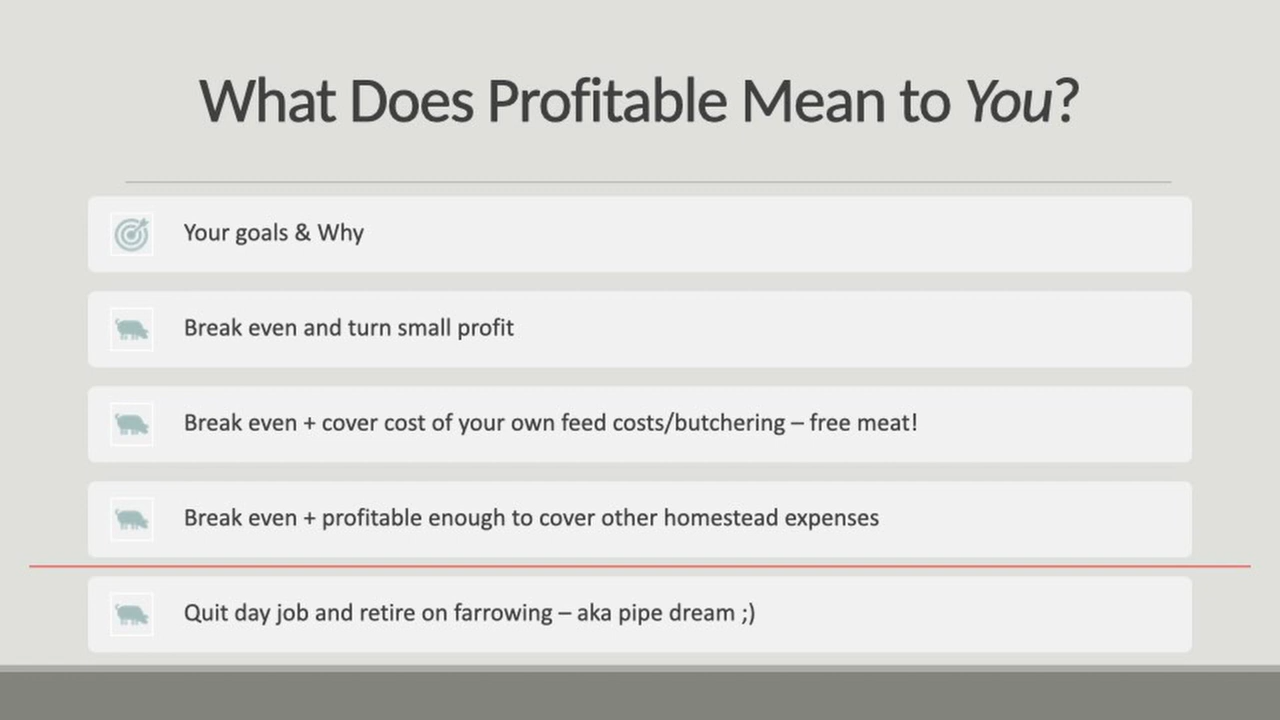 What Does Profitable Mean to You?
Your goals & Why
Break even and turn small profit
Break even + cover cost of your own feed costs/butchering – free meat!
Break even + profitable enough to cover other homestead expenses
Quit day job and retire on farrowing – aka pipe dream ;)